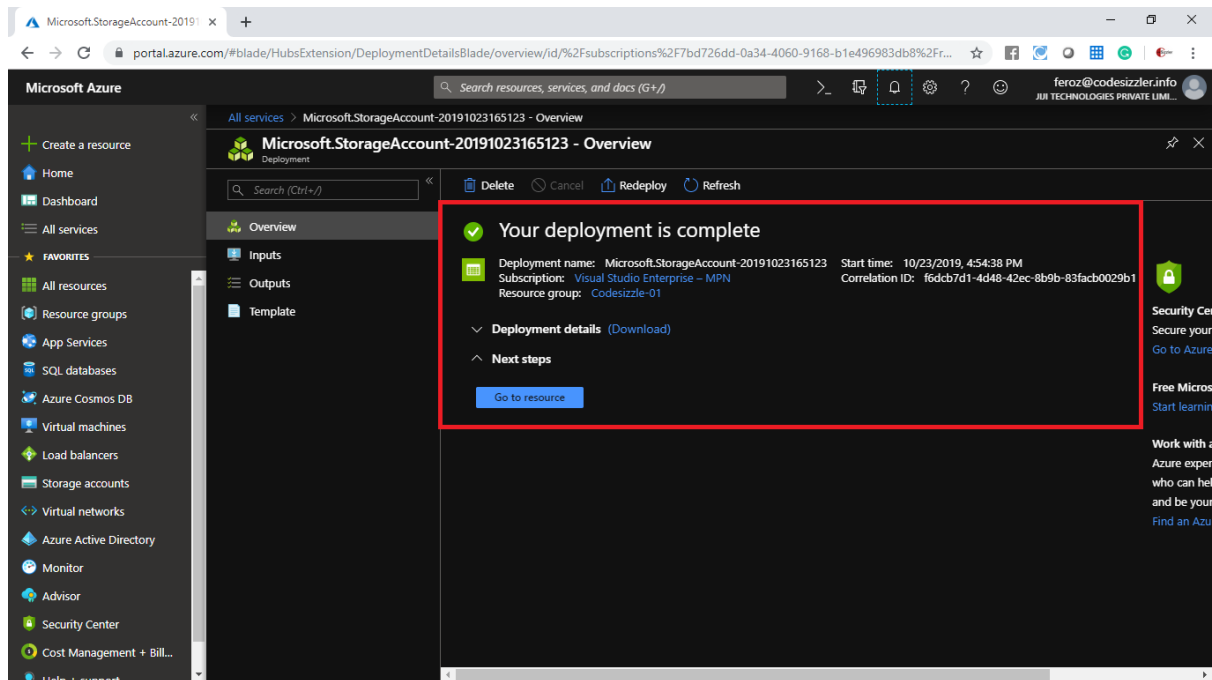 Microsoft.StorageAccount-20191
portal.azure.com/#blade/HubsExtension/DeploymentDetailsBlade/overview/id/%2Fsubscriptions%2F7bd726dd-0a34-4060-9168-b1e496983db8%2Fr...
Microsoft Azure
Search resources, services, and docs (G+/)
feroz@codesizzler.info
JIJI TECHNOLOGIES PRIVATE LIMI...
Create a resource
Home
Dashboard
All services
FAVORITES
All resources
Resource groups
App Services
SQL databases
Azure Cosmos DB
Virtual machines
Load balancers
Storage accounts
Virtual networks
Azure Active Directory
Monitor
Advisor
Security Center
Cost Management + Bill...
Help + support
All services > Microsoft.StorageAccount-20191023165123 - Overview
Microsoft.StorageAccount-20191023165123 - Overview
Deployment
Search (Ctrl+/)
Overview
Inputs
Outputs
Template
Delete Cancel Redeploy Refresh
Your deployment is complete
Deployment name: Microsoft.StorageAccount-20191023165123
Subscription: Visual Studio Enterprise – MPN
Resource group: Codesizzle-01
Start time: 10/23/2019, 4:54:38 PM
Correlation ID: f6dcb7d1-4d48-42ec-8b9b-83facb0029b1
Deployment details (Download)
Next steps
Go to resource
Security Ce
Secure your
Go to Azure
Free Micros
Start learnin
Work with a
Azure exper
who can hel
and be your
Find an Azu